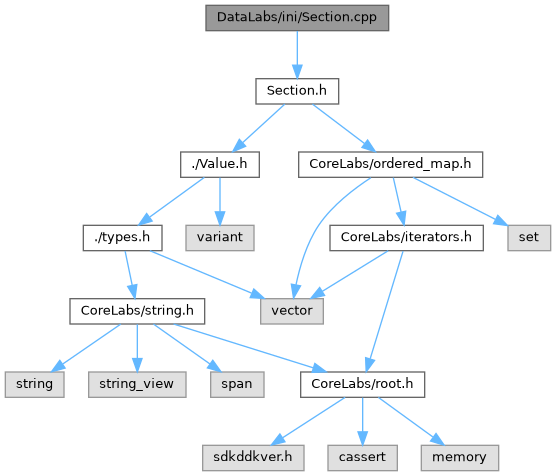 DataLabs/ini/Section.cpp
Section.h
./Value.h
CoreLabs/ordered_map.h
./types.h
variant
CoreLabs/iterators.h
set
CoreLabs/string.h
vector
string
string_view
span
CoreLabs/root.h
sdkddkver.h
cassert
memory